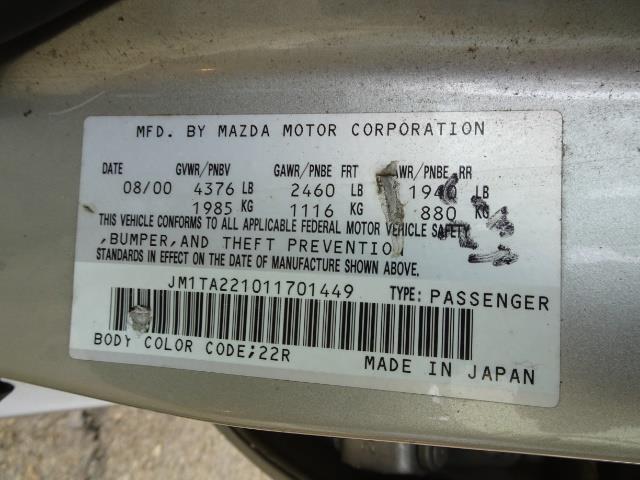 MFD. BY MAZDA MOTOR CORPORATION
DATE GVWR/PNBV GAWR/PNBE FRT AWR/PNBE RR
08/00 4376 LB 2460 LB 1940 LB
1985 KG 1116 KG 880 KG
THIS VEHICLE CONFORMS TO ALL APPLICABLE FEDERAL MOTOR VEHICLE SAFETY
,BUMPER,AND THEFT PREVENTIO
STANDARDS IN EFFECT ON THE DATE OF MANUFACTURE SHOWN ABOVE.
JM1TA221011701449 TYPE: PASSENGER
BODY COLOR CODE;22R MADE IN JAPAN